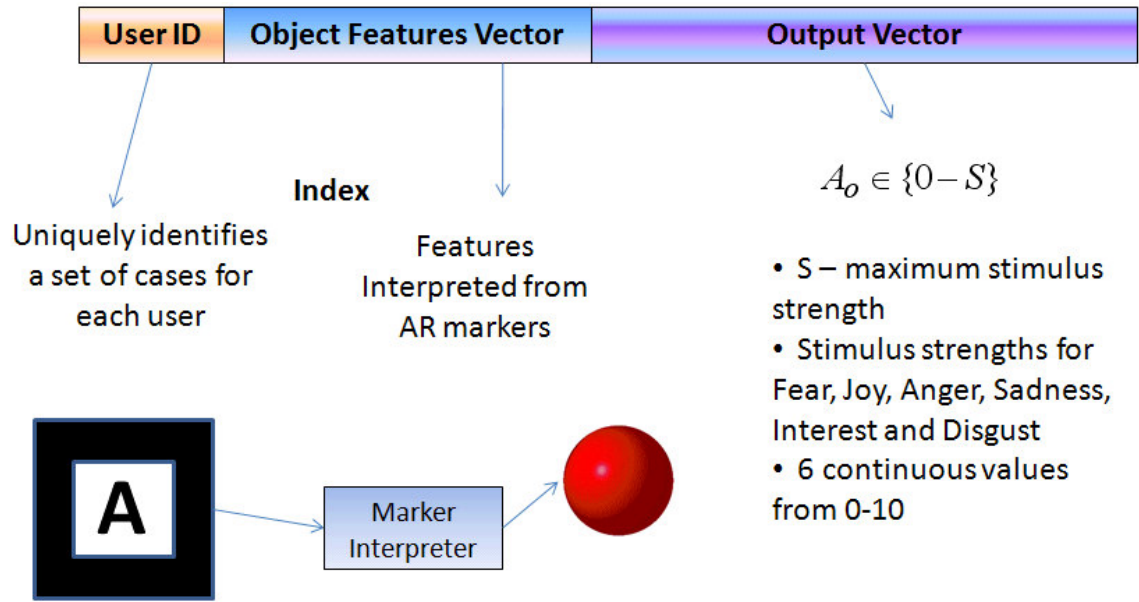 User ID
Object Features Vector
Output Vector
Index
Uniquely identifies
a set of cases for
each user
Features
Interpreted from
AR markers
A_o ∈ {0 – S}
• S – maximum stimulus
strength
• Stimulus strengths for
Fear, Joy, Anger, Sadness,
Interest and Disgust
• 6 continuous values
from 0-10
A
Marker
Interpreter